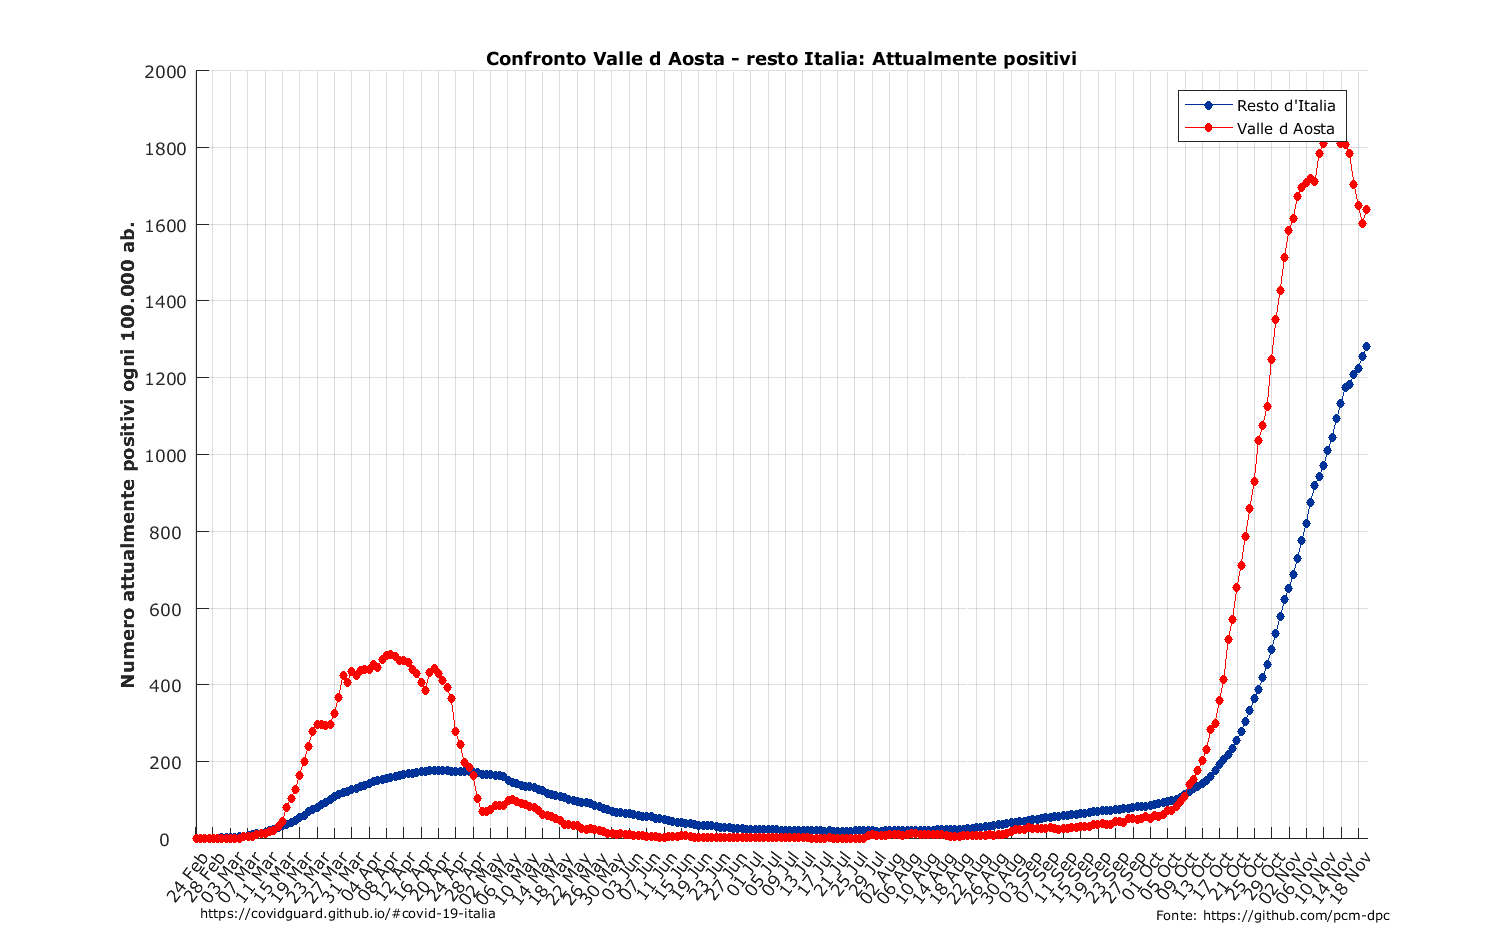 Confronto Valle d Aosta - resto Italia: Attualmente positivi
Resto d'Italia
Valle d Aosta
Numero attualmente positivi ogni 100.000 ab.
2000
1800
1600
1400
1200
1000
800
600
400
200
0
24 Feb
28 Feb
03 Mar
07 Mar
11 Mar
15 Mar
19 Mar
23 Mar
27 Mar
31 Mar
04 Apr
08 Apr
12 Apr
16 Apr
20 Apr
24 Apr
28 Apr
02 May
06 May
10 May
14 May
18 May
22 May
26 May
30 May
03 Jun
07 Jun
11 Jun
15 Jun
19 Jun
23 Jun
27 Jun
01 Jul
05 Jul
09 Jul
13 Jul
17 Jul
21 Jul
25 Jul
29 Jul
02 Aug
06 Aug
10 Aug
14 Aug
18 Aug
22 Aug
26 Aug
30 Aug
03 Sep
07 Sep
11 Sep
15 Sep
19 Sep
23 Sep
27 Sep
01 Oct
05 Oct
09 Oct
13 Oct
17 Oct
21 Oct
25 Oct
29 Oct
02 Nov
06 Nov
10 Nov
14 Nov
18 Nov
https://covidguard.github.io/#covid-19-italia
Fonte: https://github.com/pcm-dpc